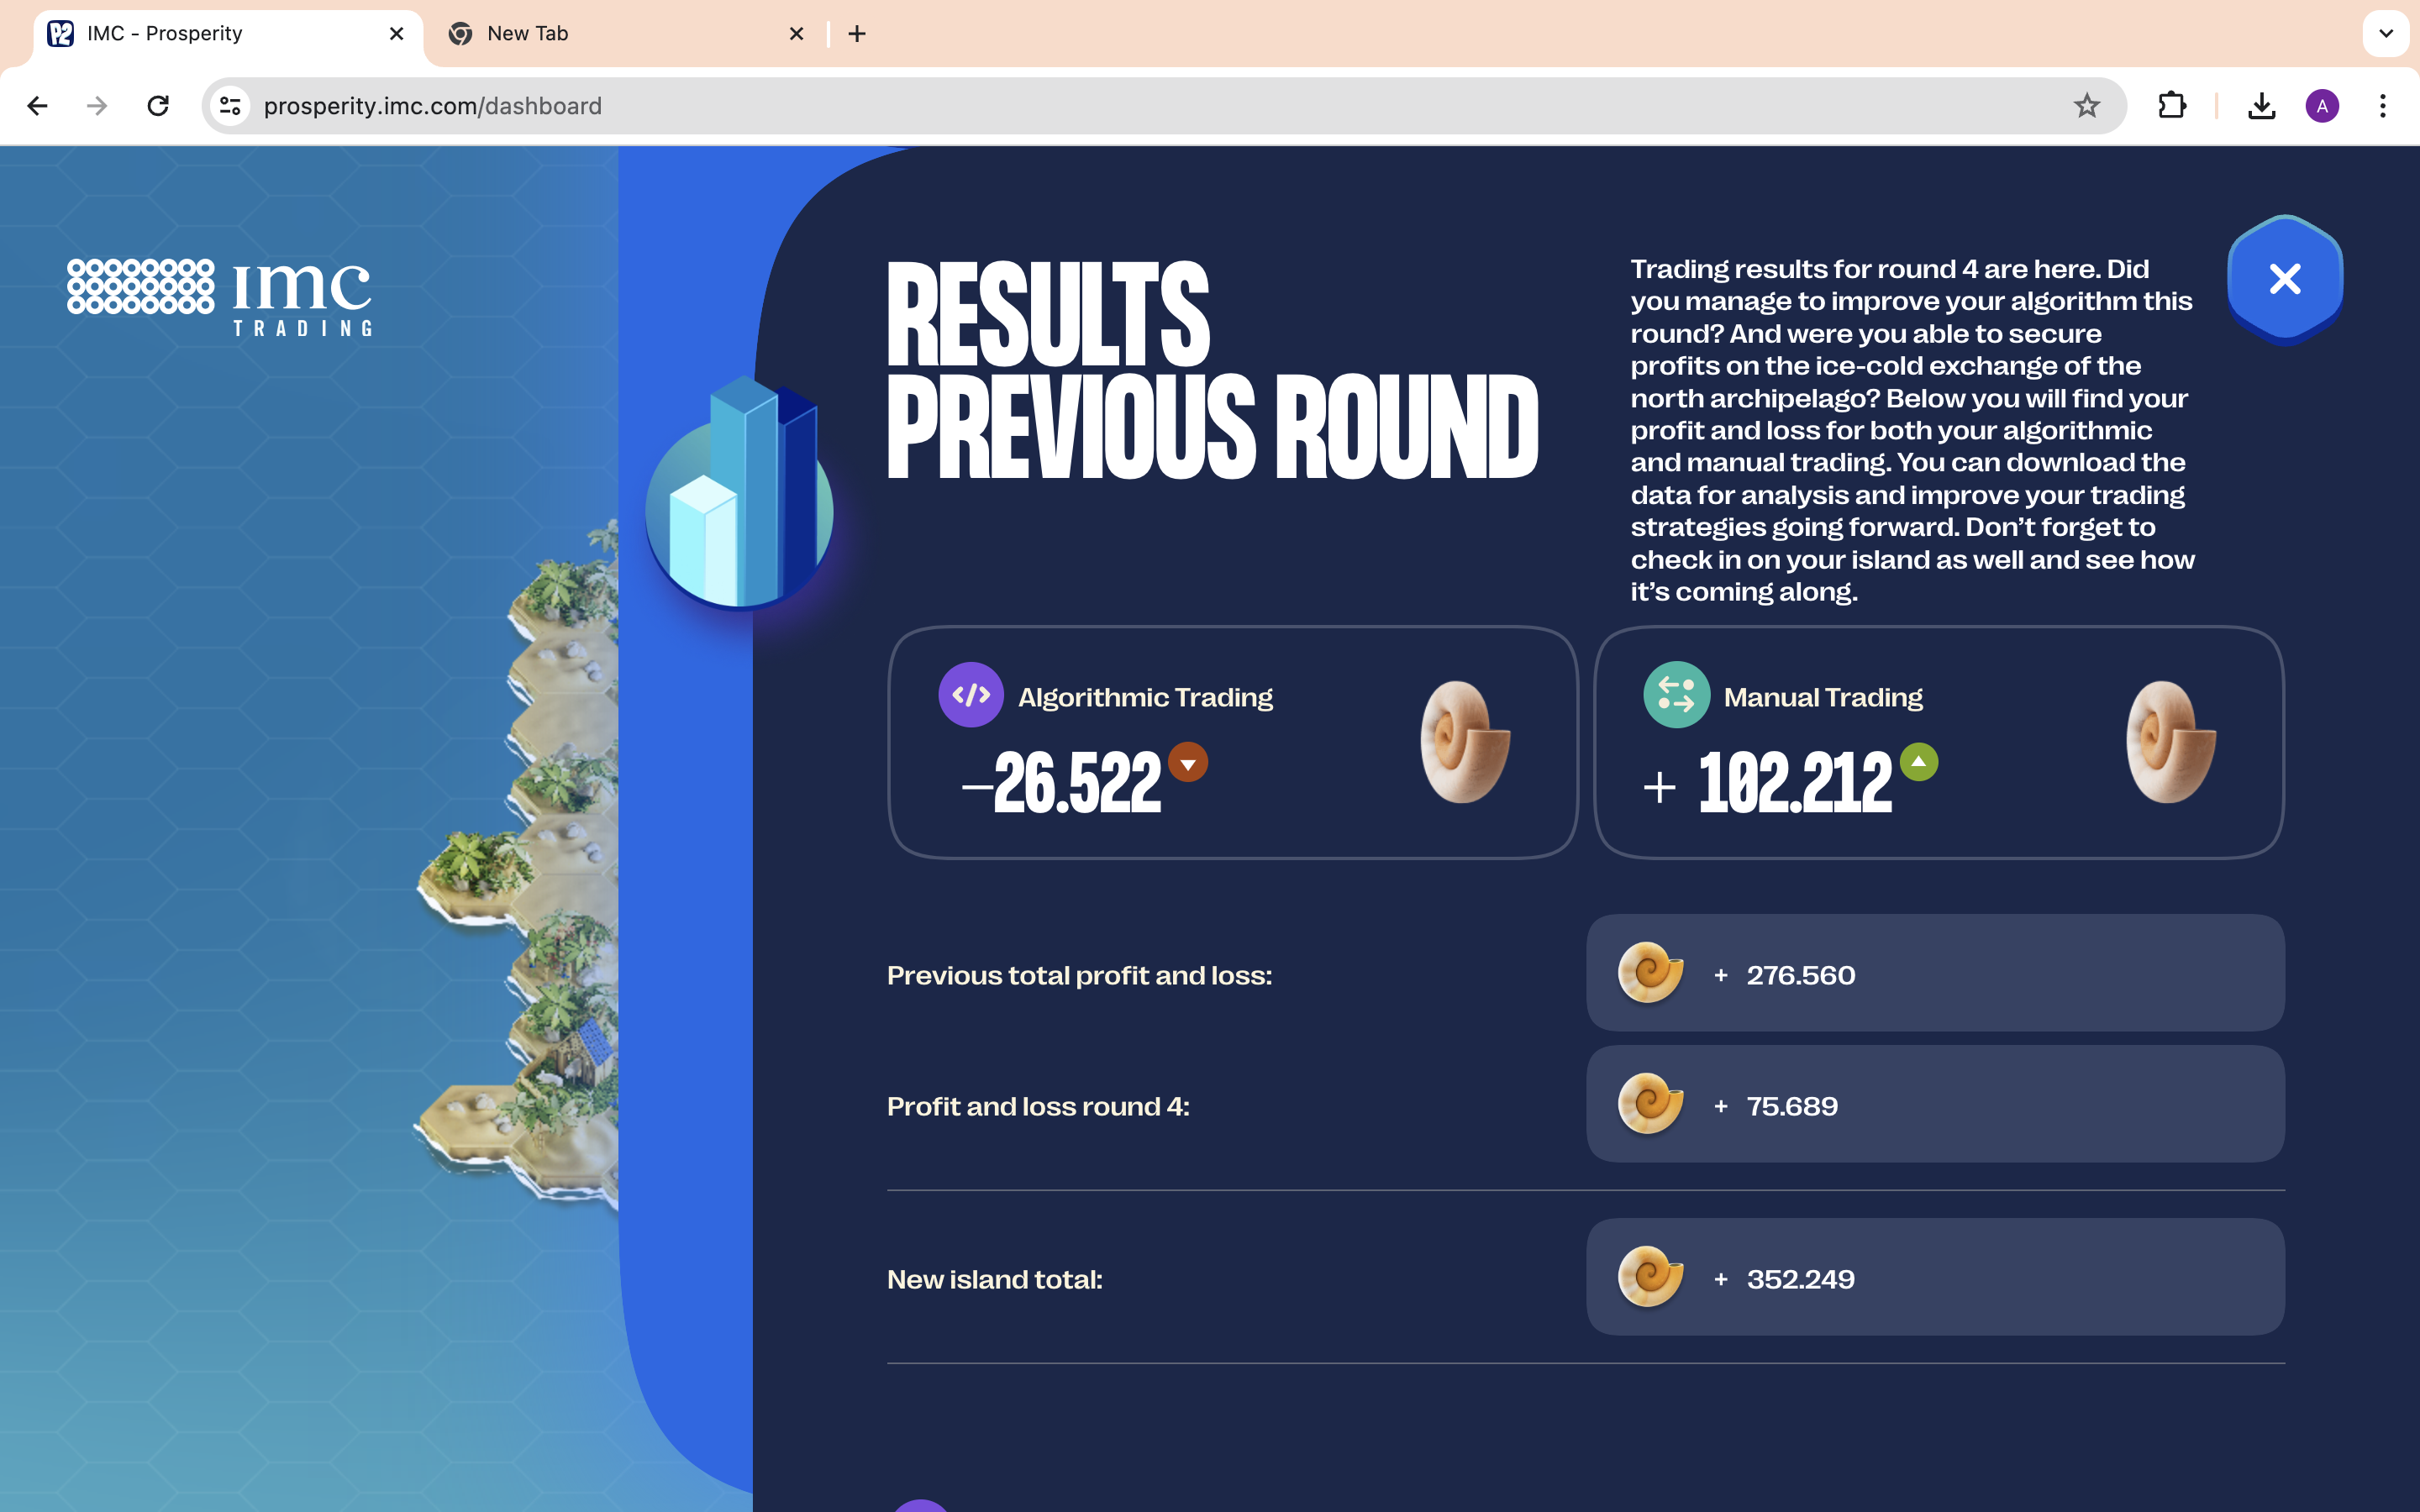 IMC - Prosperity
New Tab
prosperity.imc.com/dashboard
A
imc
TRADING
RESULTS
PREVIOUS ROUND
Trading results for round 4 are here. Did
you manage to improve your algorithm this
round? And were you able to secure
profits on the ice-cold exchange of the
north archipelago? Below you will find your
profit and loss for both your algorithmic
and manual trading. You can download the
data for analysis and improve your trading
strategies going forward. Don’t forget to
check in on your island as well and see how
it’s coming along.
Algorithmic Trading
–26.522
Manual Trading
+ 102.212
Previous total profit and loss:
+ 276.560
Profit and loss round 4:
+ 75.689
New island total:
+ 352.249